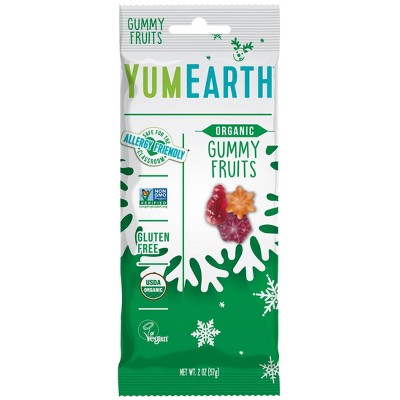 GUMMY
FRUITS
YUMEARTH
ORGANIC
GUMMY
FRUITS
SAFE FOR THE
ALLERGY FRIENDLY
CLASSROOM
NON
GMO
VERIFIED
GLUTEN
FREE
USDA
ORGANIC
Vegan
NET WT. 2 OZ (57g)